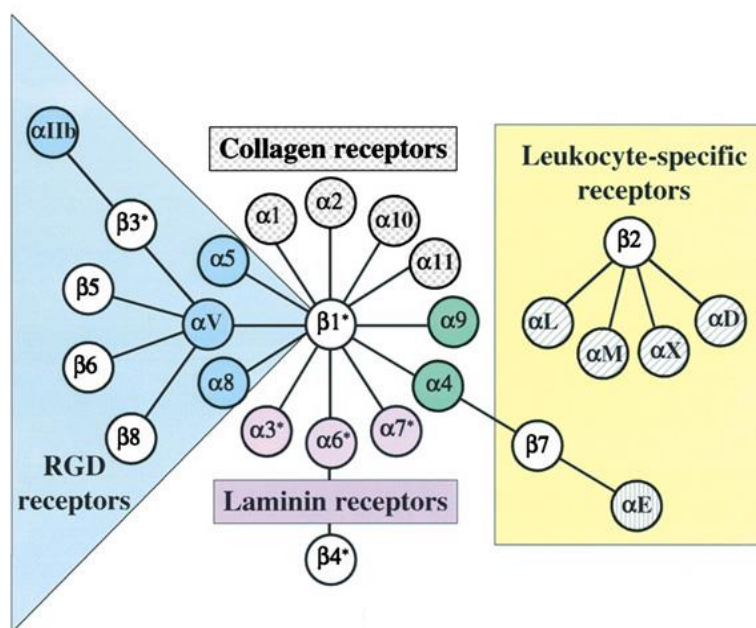 αIIb
β3*
β5
β6
β8
αV
α5
α8
RGD
receptors
Collagen receptors
α1
α2
α10
α11
β1*
α9
α4
α3*
α6*
α7*
Laminin receptors
β4*
Leukocyte-specific
receptors
β2
αL
αM
αX
αD
β7
αE